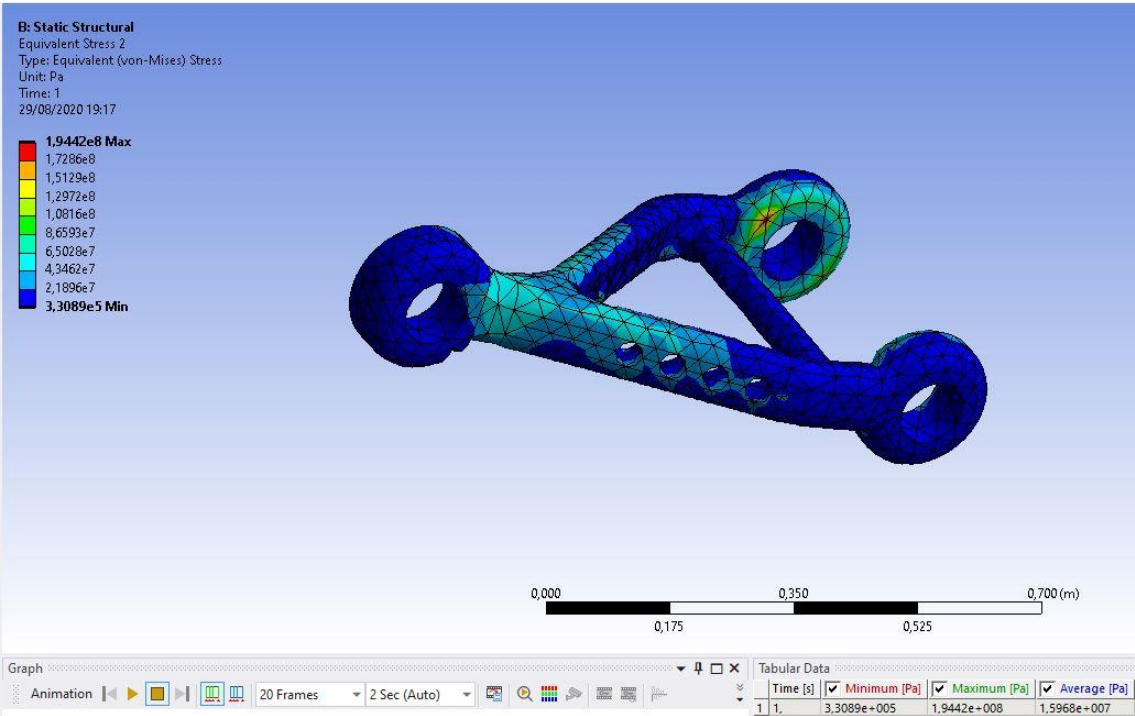 B: Static Structural
Equivalent Stress 2
Type: Equivalent (von-Mises) Stress
Unit: Pa
Time: 1
29/08/2020 19:17
1,9442e8 Max
1,7286e8
1,5129e8
1,2972e8
1,0816e8
8,6593e7
6,5028e7
4,3462e7
2,1896e7
3,3089e5 Min
0,000 0,350 0,700 (m)
0,175 0,525
Graph
Animation 20 Frames 2 Sec (Auto)
Tabular Data
Time [s] Minimum [Pa] Maximum [Pa] Average [Pa]
1 1, 3,3089e+005 1,9442e+008 1,5968e+007